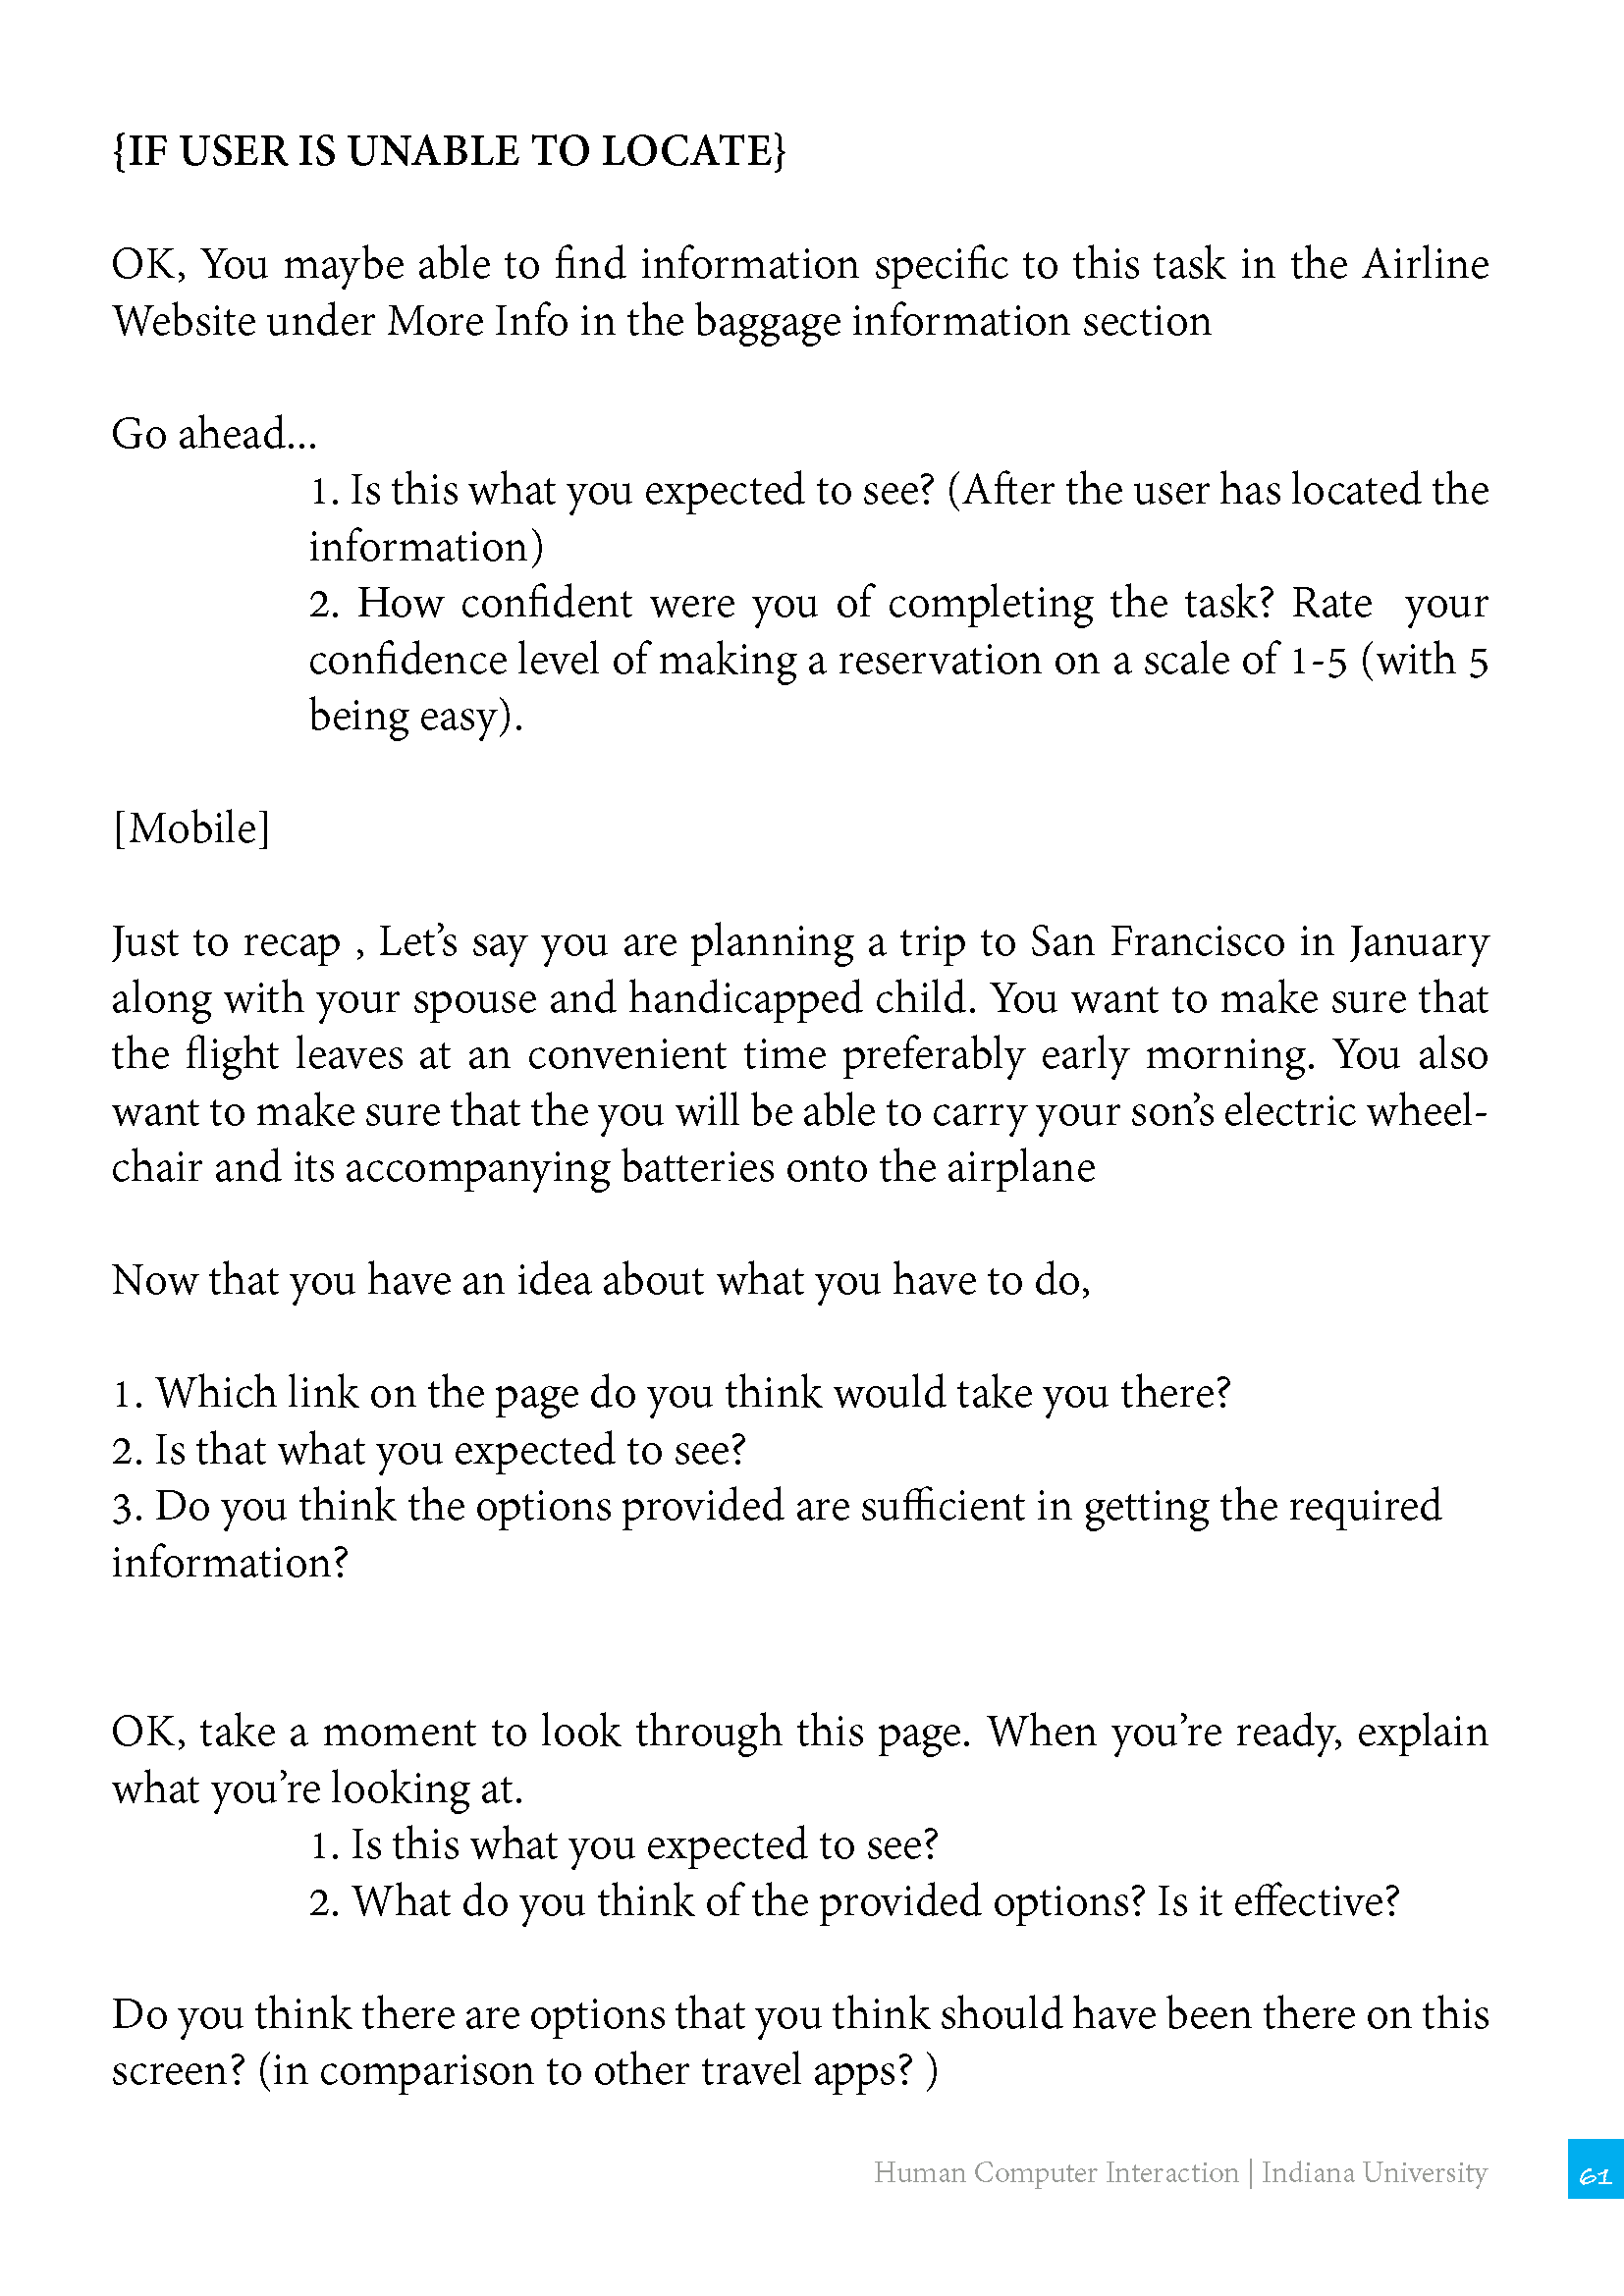 {IF USER IS UNABLE TO LOCATE}
OK, You maybe able to find information specific to this task in the Airline
Website under More Info in the baggage information section
Go ahead...
1. Is this what you expected to see? (After the user has located the
information)
2. How confident were you of completing the task? Rate your
confidence level of making a reservation on a scale of 1-5 (with 5
being easy).
[Mobile]
Just to recap , Let’s say you are planning a trip to San Francisco in January
along with your spouse and handicapped child. You want to make sure that
the flight leaves at an convenient time preferably early morning. You also
want to make sure that the you will be able to carry your son’s electric wheel-
chair and its accompanying batteries onto the airplane
Now that you have an idea about what you have to do,
1. Which link on the page do you think would take you there?
2. Is that what you expected to see?
3. Do you think the options provided are sufficient in getting the required
information?
OK, take a moment to look through this page. When you’re ready, explain
what you’re looking at.
1. Is this what you expected to see?
2. What do you think of the provided options? Is it effective?
Do you think there are options that you think should have been there on this
screen? (in comparison to other travel apps? )
Human Computer Interaction | Indiana University
61